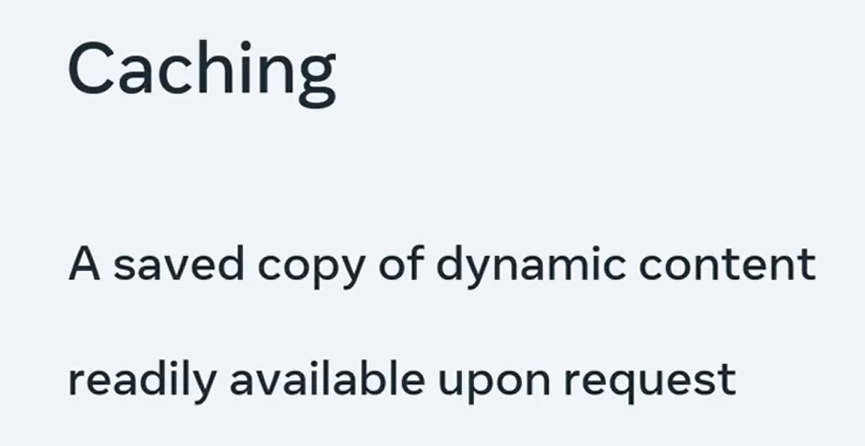 Caching
A saved copy of dynamic content
readily available upon request